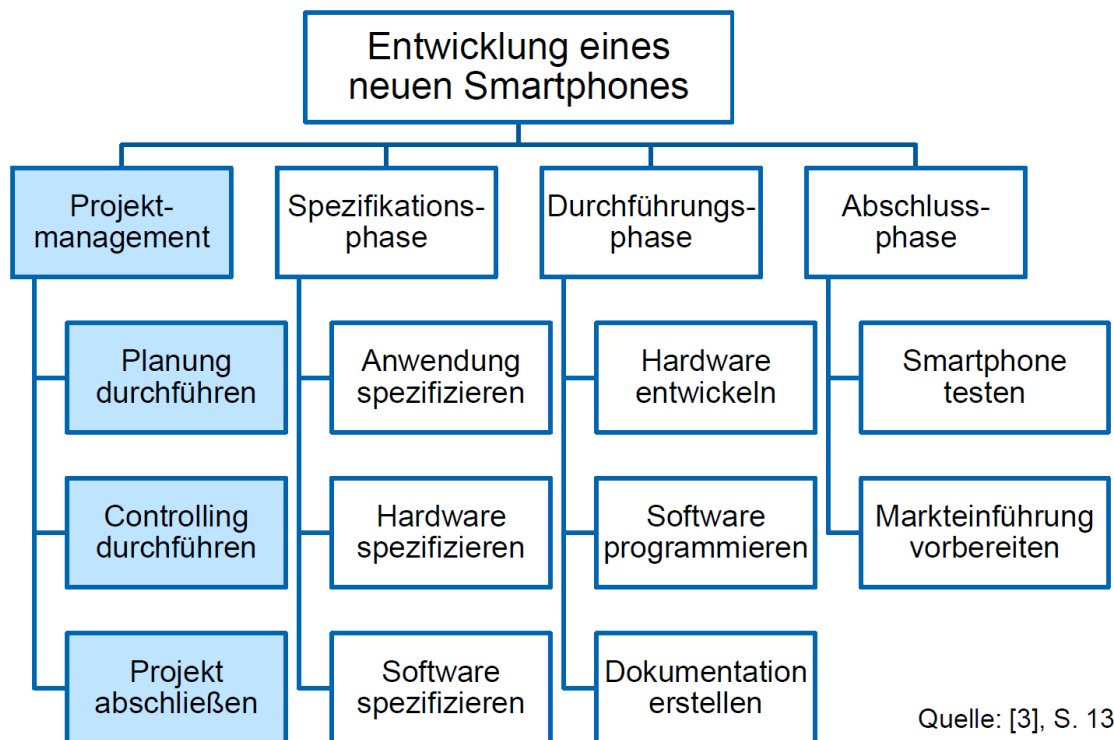 Entwicklung eines
neuen Smartphones
Projekt-
management
Planung
durchführen
Controlling
durchführen
Projekt
abschließen
Spezifikations-
phase
Anwendung
spezifizieren
Hardware
spezifizieren
Software
spezifizieren
Durchführungs-
phase
Hardware
entwickeln
Software
programmieren
Dokumentation
erstellen
Abschluss-
phase
Smartphone
testen
Markteinführung
vorbereiten
Quelle: [3], S. 13